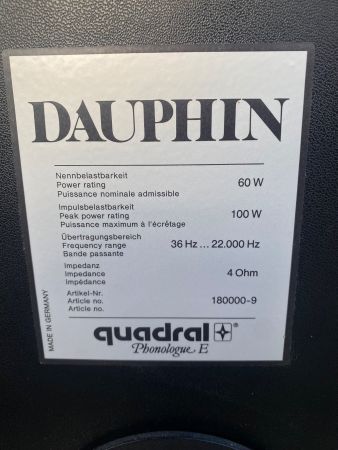 DAUPHIN
Nennbelastbarkeit
Power rating 60 W
Puissance nominale admissible
Impulsbelastbarkeit
Peak power rating 100 W
Puissance maximum à l'écrêtage
Übertragungsbereich
Frequency range 36 Hz ... 22.000 Hz
Bande passante
Impedanz
Impedance 4 Ohm
Impédance
Artikel-Nr.
Article no. 180000-9
Article no.
MADE IN GERMANY
quadral®
Phonologue E